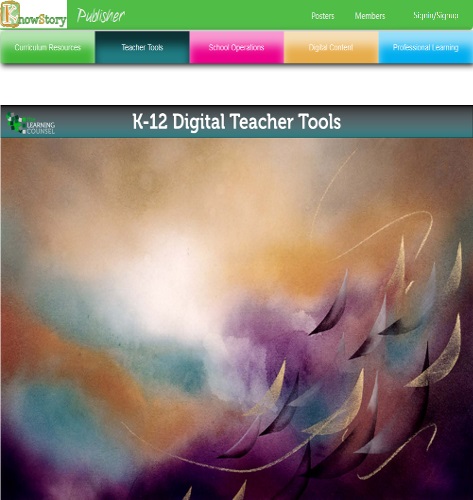 KnowStory Publisher
Posters Members Signin/Signup
Curriculum Resources Teacher Tools School Operations Digital Content Professional Learning
LEARNING COUNSEL
K-12 Digital Teacher Tools